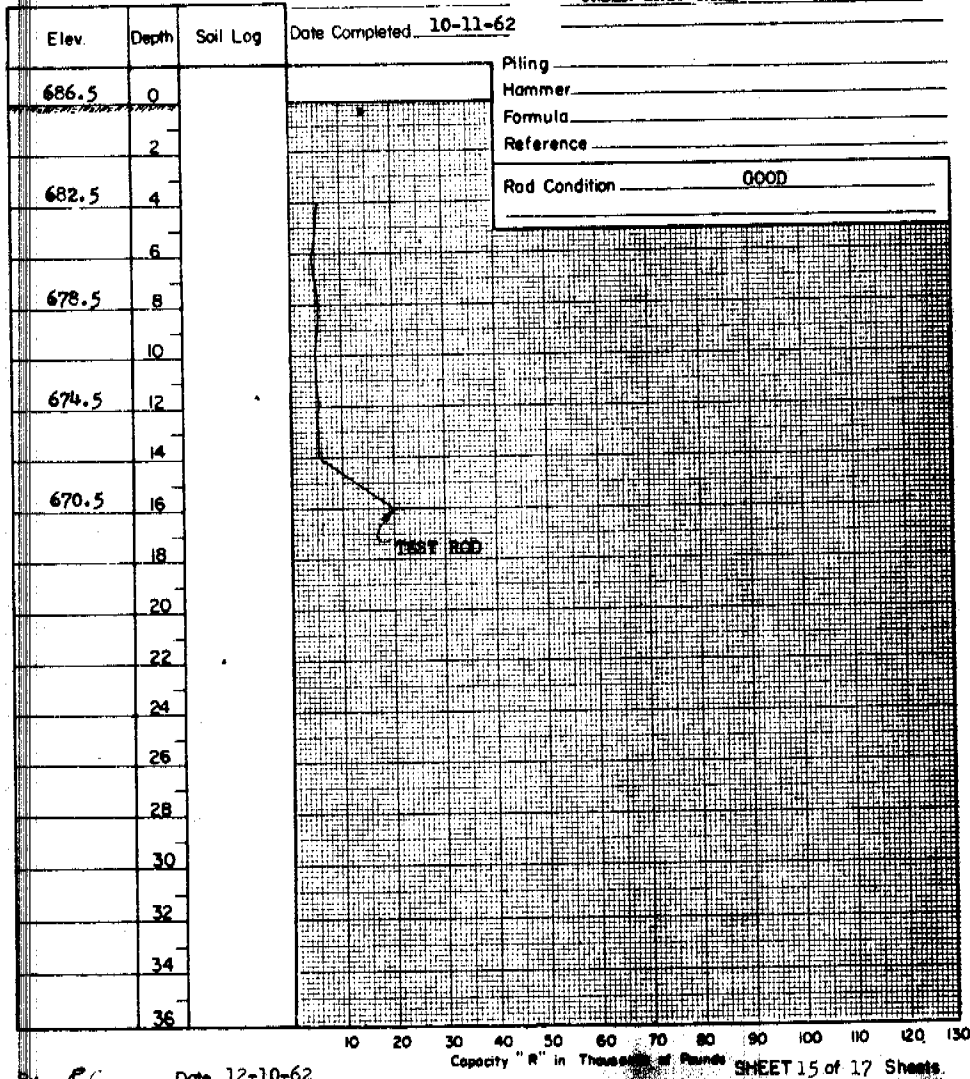 Elev. Depth Soil Log Date Completed 10-11-62
Piling
Hammer
Formula
Reference
Rod Condition 000D
686.5 0
2
682.5 4
6
678.5 8
10
674.5 12
14
670.5 16
TEST ROD
18
20
22
24
26
28
30
32
34
36
10 20 30 40 50 60 70 80 90 100 110 120 130
Capacity "R" in Thousands of Pounds
Date 12-10-62
SHEET 15 of 17 Sheets.